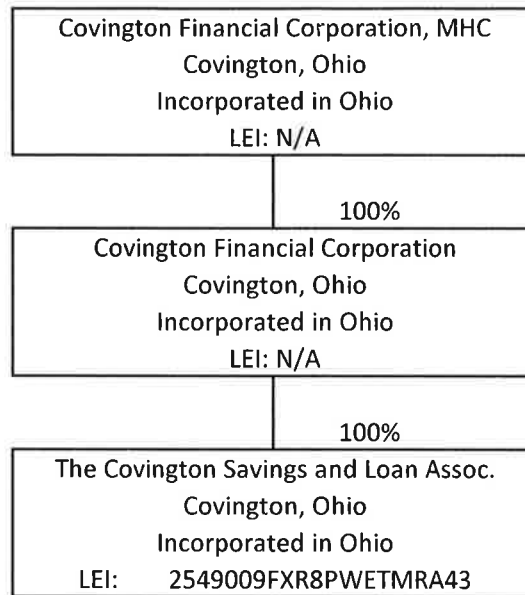 Covington Financial Corporation, MHC
Covington, Ohio
Incorporated in Ohio
LEI: N/A
100%
Covington Financial Corporation
Covington, Ohio
Incorporated in Ohio
LEI: N/A
100%
The Covington Savings and Loan Assoc.
Covington, Ohio
Incorporated in Ohio
LEI: 2549009FXR8PWETMRA43